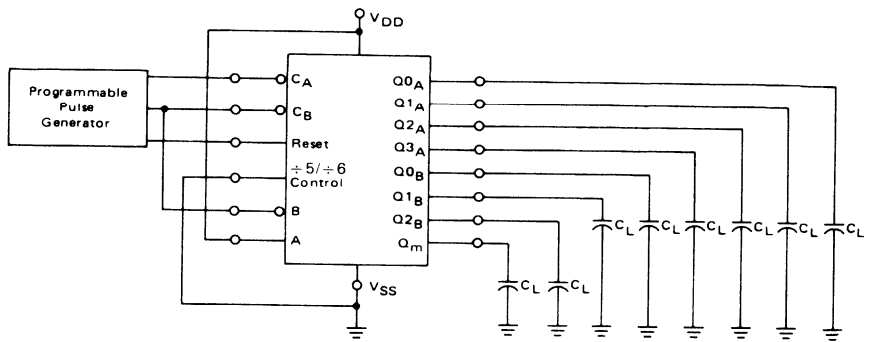 VDD
Programmable
Pulse
Generator
CA
CB
Reset
÷5/÷6
Control
B
A
Q0A
Q1A
Q2A
Q3A
Q0B
Q1B
Q2B
Qm
VSS
CL
CL
CL
CL
CL
CL
CL
CL